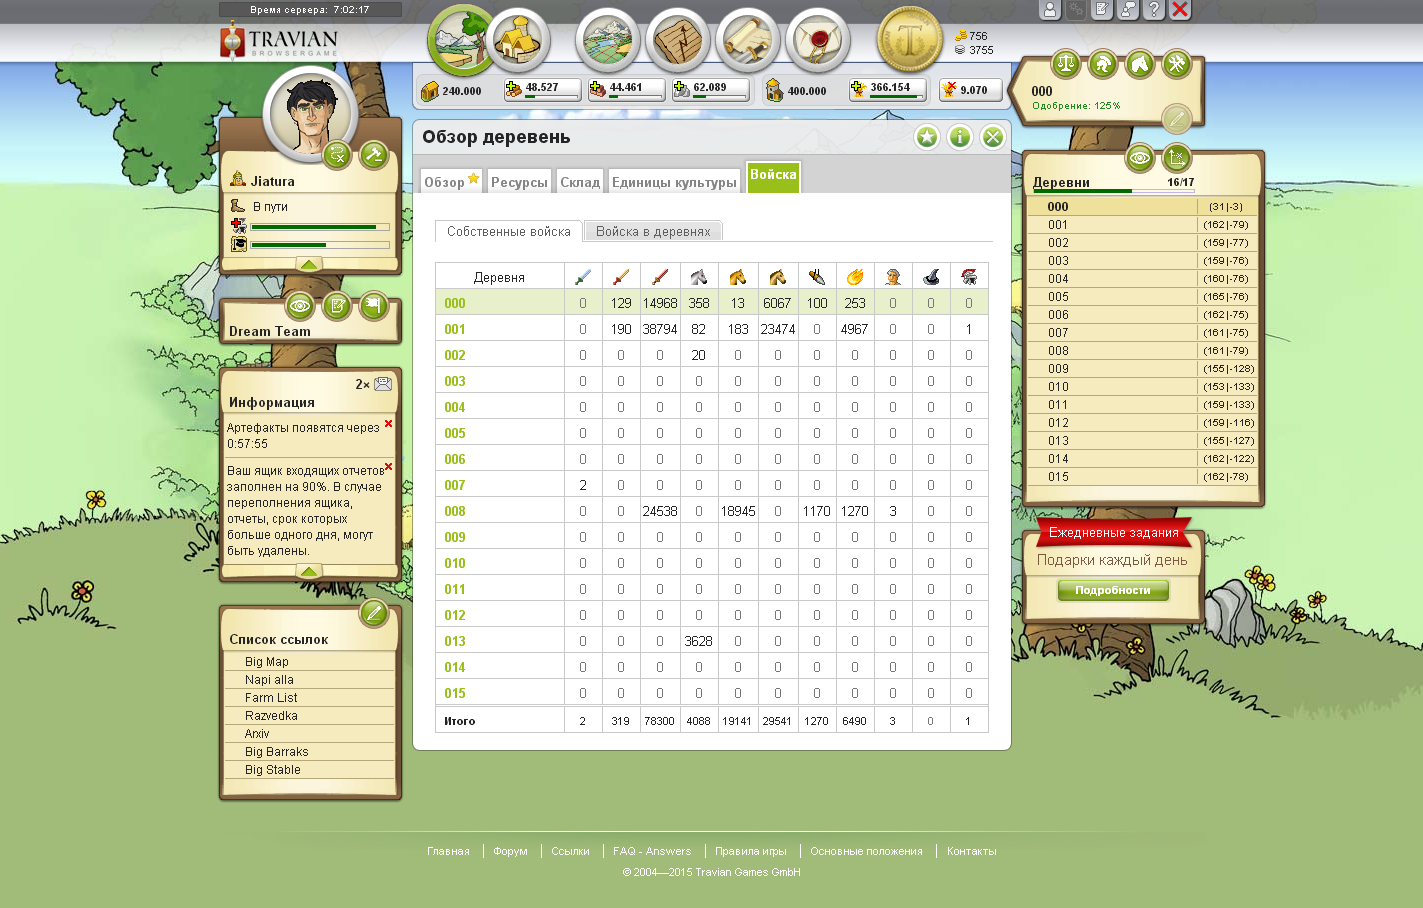 Время сервера: 7:02:17
TRAVIAN
BROWSERGAME
756
3755
240.000
48.527
44.461
62.089
400.000
366.154
9.070
000
Одобрение: 125%
Jiatura
В пути
Dream Team
2×
Информация
Артефакты появятся через
0:57:55
Ваш ящик входящих отчетов
заполнен на 90%. В случае
переполнения ящика,
отчеты, срок которых
больше одного дня, могут
быть удалены.
Список ссылок
Big Map
Napi alla
Farm List
Razvedka
Arxiv
Big Barraks
Big Stable
Обзор деревень
Обзор Ресурсы Склад Единицы культуры Войска
Собственные войска Войска в деревнях
Деревня
000 0 129 14968 358 13 6067 100 253 0 0 0
001 0 190 38794 82 183 23474 0 4967 0 0 1
002 0 0 0 20 0 0 0 0 0 0 0
003 0 0 0 0 0 0 0 0 0 0 0
004 0 0 0 0 0 0 0 0 0 0 0
005 0 0 0 0 0 0 0 0 0 0 0
006 0 0 0 0 0 0 0 0 0 0 0
007 2 0 0 0 0 0 0 0 0 0 0
008 0 0 24538 0 18945 0 1170 1270 3 0 0
009 0 0 0 0 0 0 0 0 0 0 0
010 0 0 0 0 0 0 0 0 0 0 0
011 0 0 0 0 0 0 0 0 0 0 0
012 0 0 0 0 0 0 0 0 0 0 0
013 0 0 0 3628 0 0 0 0 0 0 0
014 0 0 0 0 0 0 0 0 0 0 0
015 0 0 0 0 0 0 0 0 0 0 0
Итого 2 319 78300 4088 19141 29541 1270 6490 3 0 1
Деревни 16/17
000 (31|-3)
001 (162|-79)
002 (159|-77)
003 (159|-76)
004 (160|-76)
005 (165|-76)
006 (162|-75)
007 (161|-75)
008 (161|-79)
009 (155|-128)
010 (153|-133)
011 (159|-133)
012 (159|-116)
013 (155|-127)
014 (162|-122)
015 (162|-78)
Ежедневные задания
Подарки каждый день
Подробности
Главная Форум Ссылки FAQ - Answers Правила игры Основные положения Контакты
© 2004—2015 Travian Games GmbH